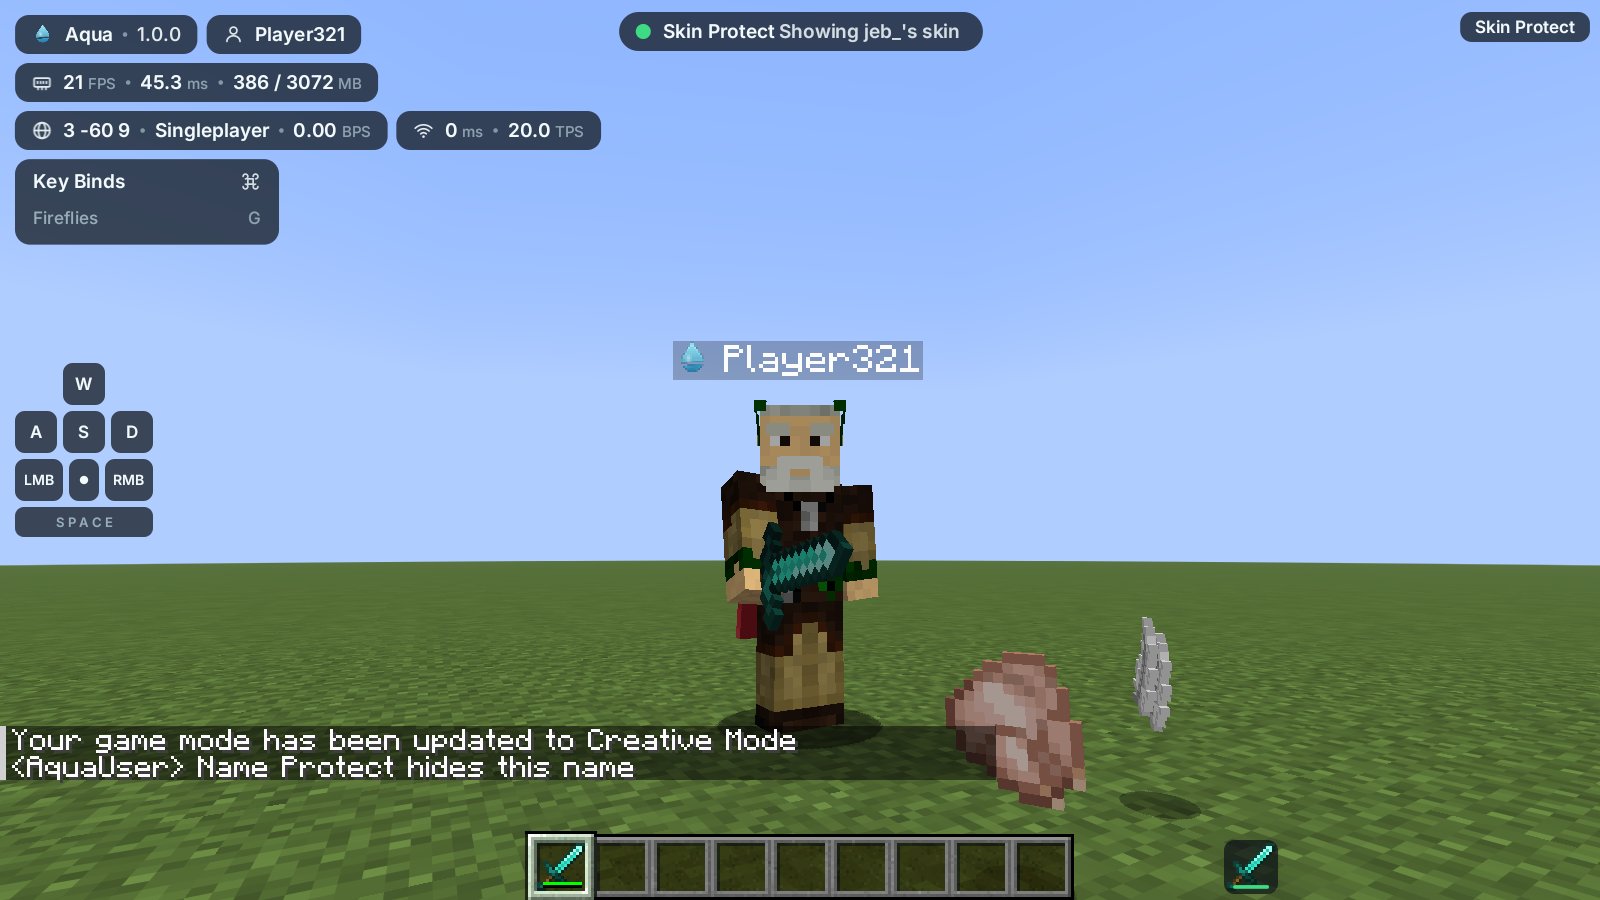 Aqua • 1.0.0
Player321
Skin Protect Showing jeb_'s skin
Skin Protect
21 FPS • 45.3 ms • 386 / 3072 MB
3 -60 9 • Singleplayer • 0.00 BPS
0 ms • 20.0 TPS
Key Binds
Fireflies G
Player321
W
A S D
LMB RMB
SPACE
Your game mode has been updated to Creative Mode
<AquaUser> Name Protect hides this name